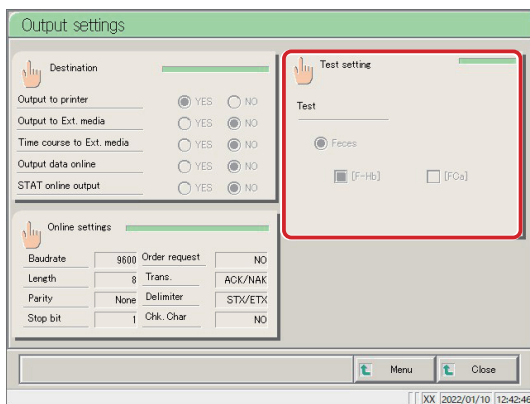 Output settings
Destination
Output to printer YES NO
Output to Ext. media YES NO
Time course to Ext. media YES NO
Output data online YES NO
STAT online output YES NO
Test setting
Test
Feces
[F-Hb] [FCa]
Online settings
Baudrate 9600 Order request NO
Length 8 Trans. ACK/NAK
Parity None Delimiter STX/ETX
Stop bit 1 Chk. Char NO
Menu Close
XX 2022/01/10 12:42:49